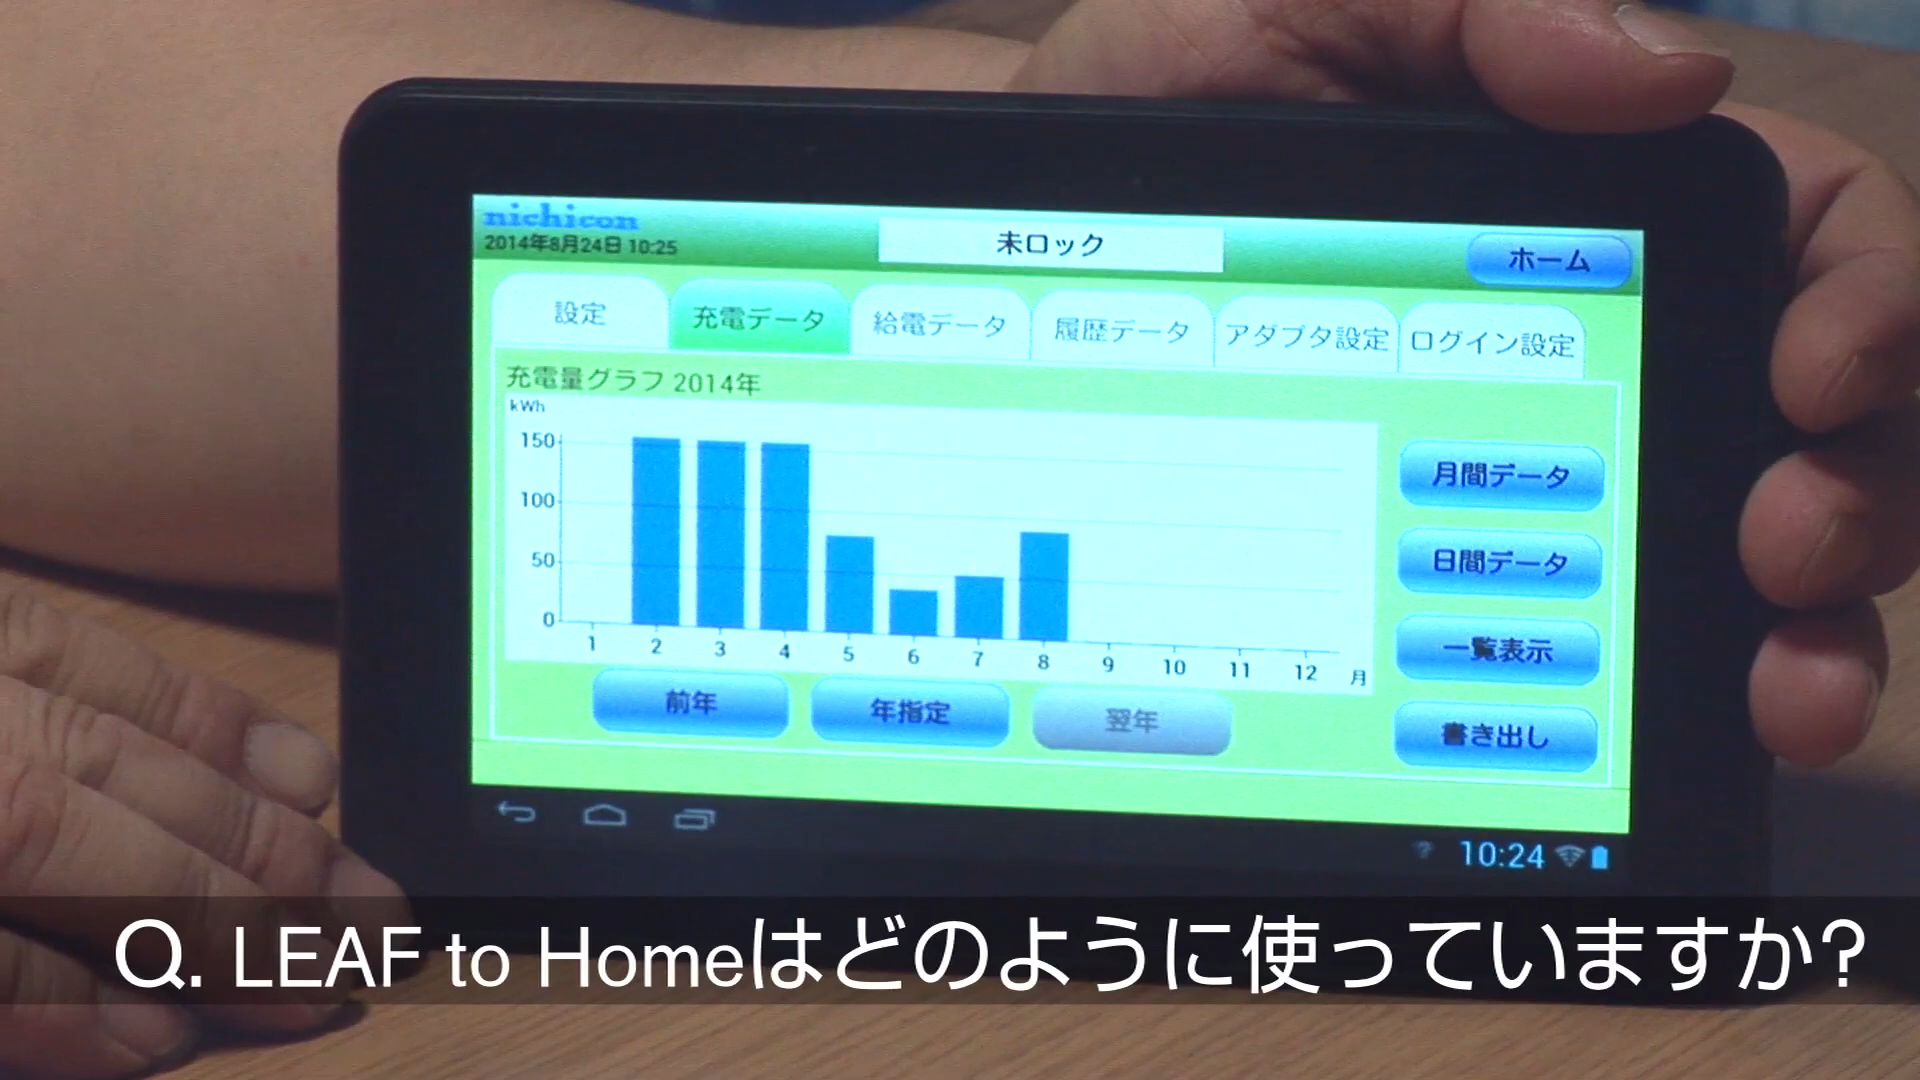 nichicon
2014年8月24日 10:25
未ロック
ホーム
設定
充電データ
給電データ
履歴データ
アダプタ設定
ログイン設定
充電量グラフ 2014年
kWh
150
100
50
0
1 2 3 4 5 6 7 8 9 10 11 12 月
月間データ
日間データ
一覧表示
書き出し
前年
年指定
翌年
10:24
Q. LEAF to Homeはどのように使っていますか?